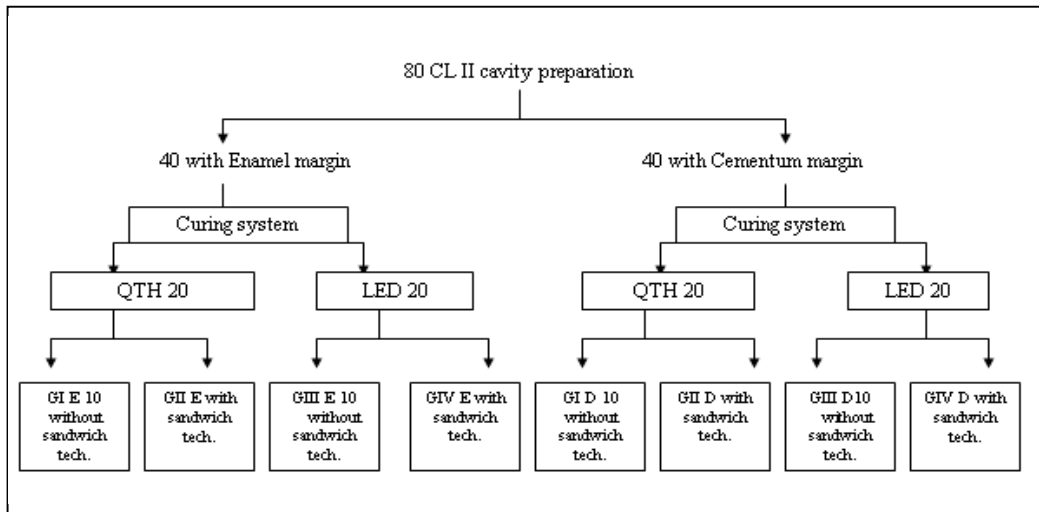 80 CL II cavity preparation
40 with Enamel margin
40 with Cementum margin
Curing system
Curing system
QTH 20
LED 20
QTH 20
LED 20
GI E 10
without
sandwich
tech.
GII E with
sandwich
tech.
GIII E 10
without
sandwich
tech.
GIV E with
sandwich
tech.
GI D 10
without
sandwich
tech.
GII D with
sandwich
tech.
GIII D10
without
sandwich
tech.
GIV D with
sandwich
tech.